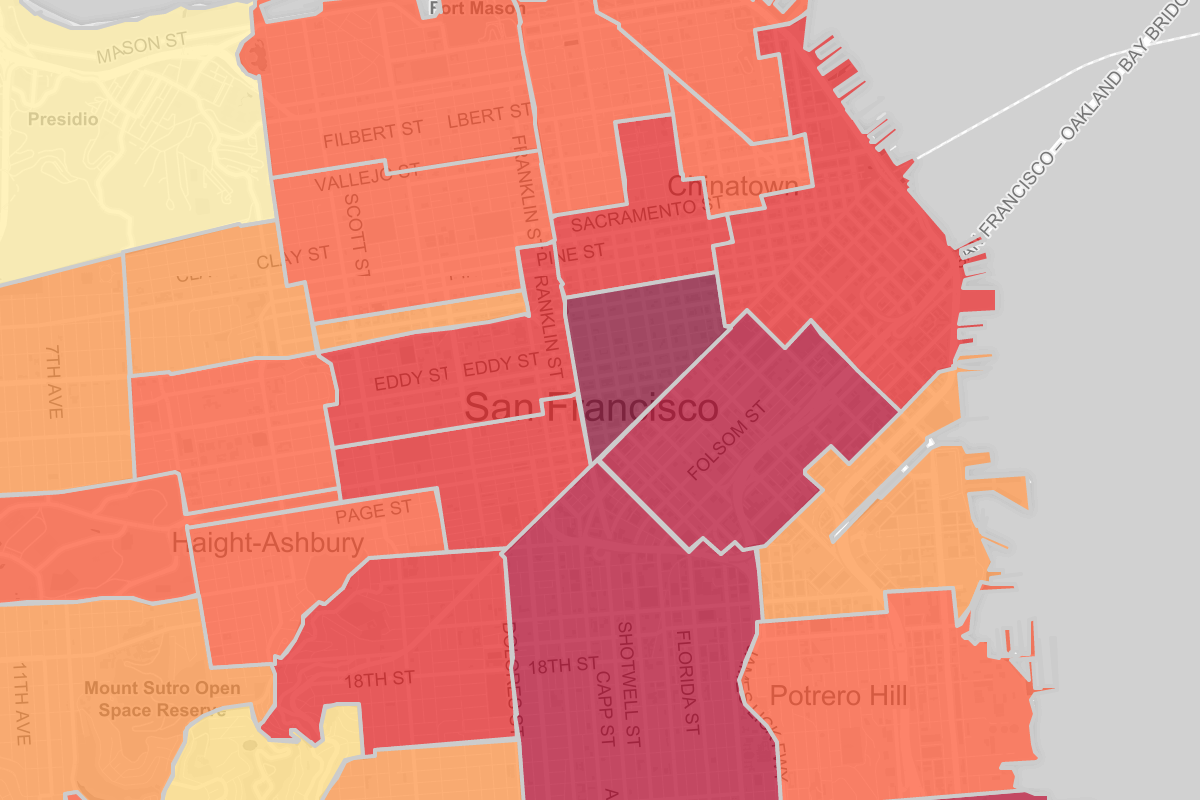 Fort Mason
MASON ST
Presidio
FILBERT ST
LBERT ST
FRANKLIN ST
VALLEJO ST
SCOTT ST
Chinatown
SACRAMENTO ST
PINE ST
CLAY ST
SAN FRANCISCO – OAKLAND BAY BRIDG
RANKLIN ST
7TH AVE
EDDY ST
EDDY ST
San Francisco
FOLSOM ST
PAGE ST
Haight-Ashbury
DOLORES ST
SHOTWELL ST
CAPP ST
FLORIDA ST
18TH ST
18TH ST
11TH AVE
Mount Sutro Open
Space Reserve
Potrero Hill